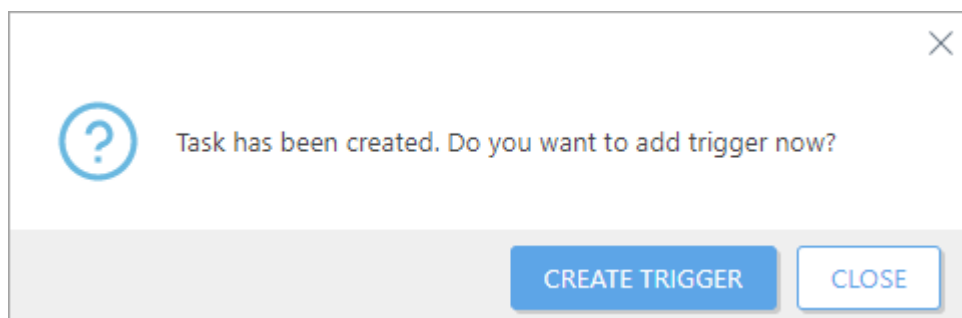 Task has been created. Do you want to add trigger now?
CREATE TRIGGER
CLOSE